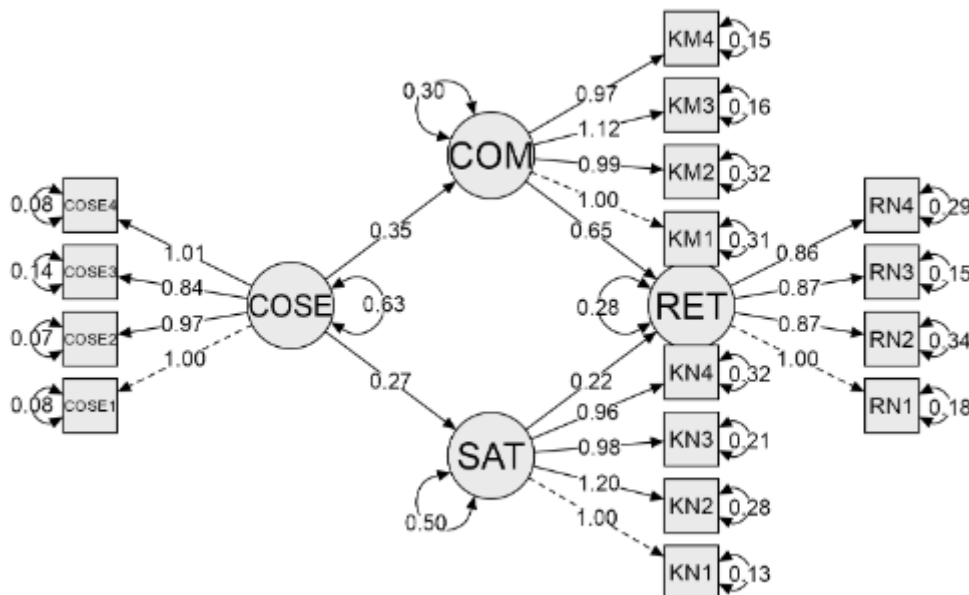 KM4 0.15
0.30 0.97
KM3 0.16
1.12
COM
0.99 KM2 0.32
1.00
COSE4 0.08 RN4 0.29
0.35 0.65 KM1 0.31
1.01 0.86
COSE3 0.14 RN3 0.15
0.84 0.87
COSE 0.63 0.28 RET
0.97 0.87
COSE2 0.07 RN2 0.34
1.00 1.00
0.27 0.22 KN4 0.32
COSE1 0.08 0.96 RN1 0.18
0.98 KN3 0.21
SAT
1.20
KN2 0.28
0.50 1.00
KN1 0.13